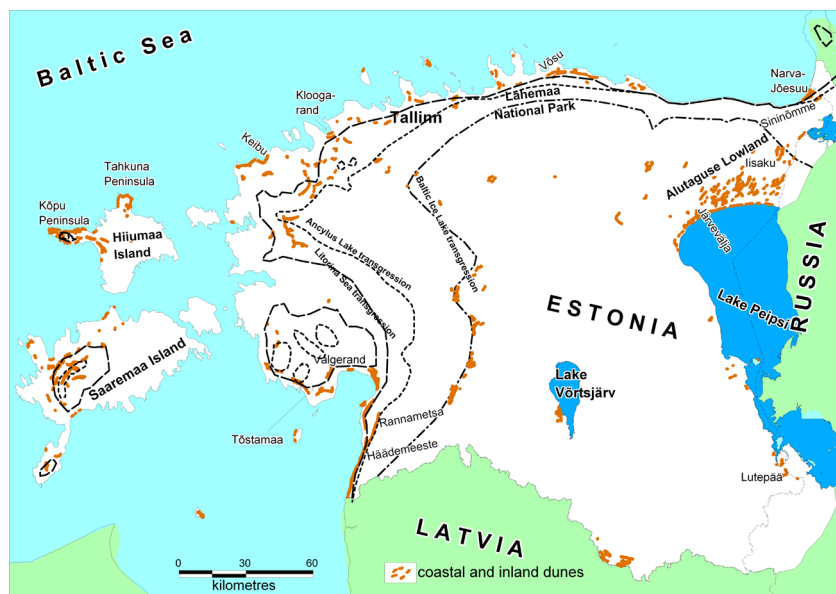 Baltic Sea
Võsu
Narva-
Jõesuu
Lahemaa
National Park
Klooga-
rand
Tallinn
Sininõmme
Keibu
Iisaku
Alutaguse Lowland
Tahkuna
Peninsula
Kõpu
Peninsula
Hiiumaa
Island
Baltic Ice Lake transgression
Ancylus Lake transgression
Litorina Sea transgression
Järvevälja
RUSSIA
Lake Peipsi
ESTONIA
Saaremaa Island
Valgerand
Lake
Võrtsjärv
Rannametsa
Tõstamaa
Häädemeeste
Lutepää
LATVIA
0 30 60
kilometres
coastal and inland dunes